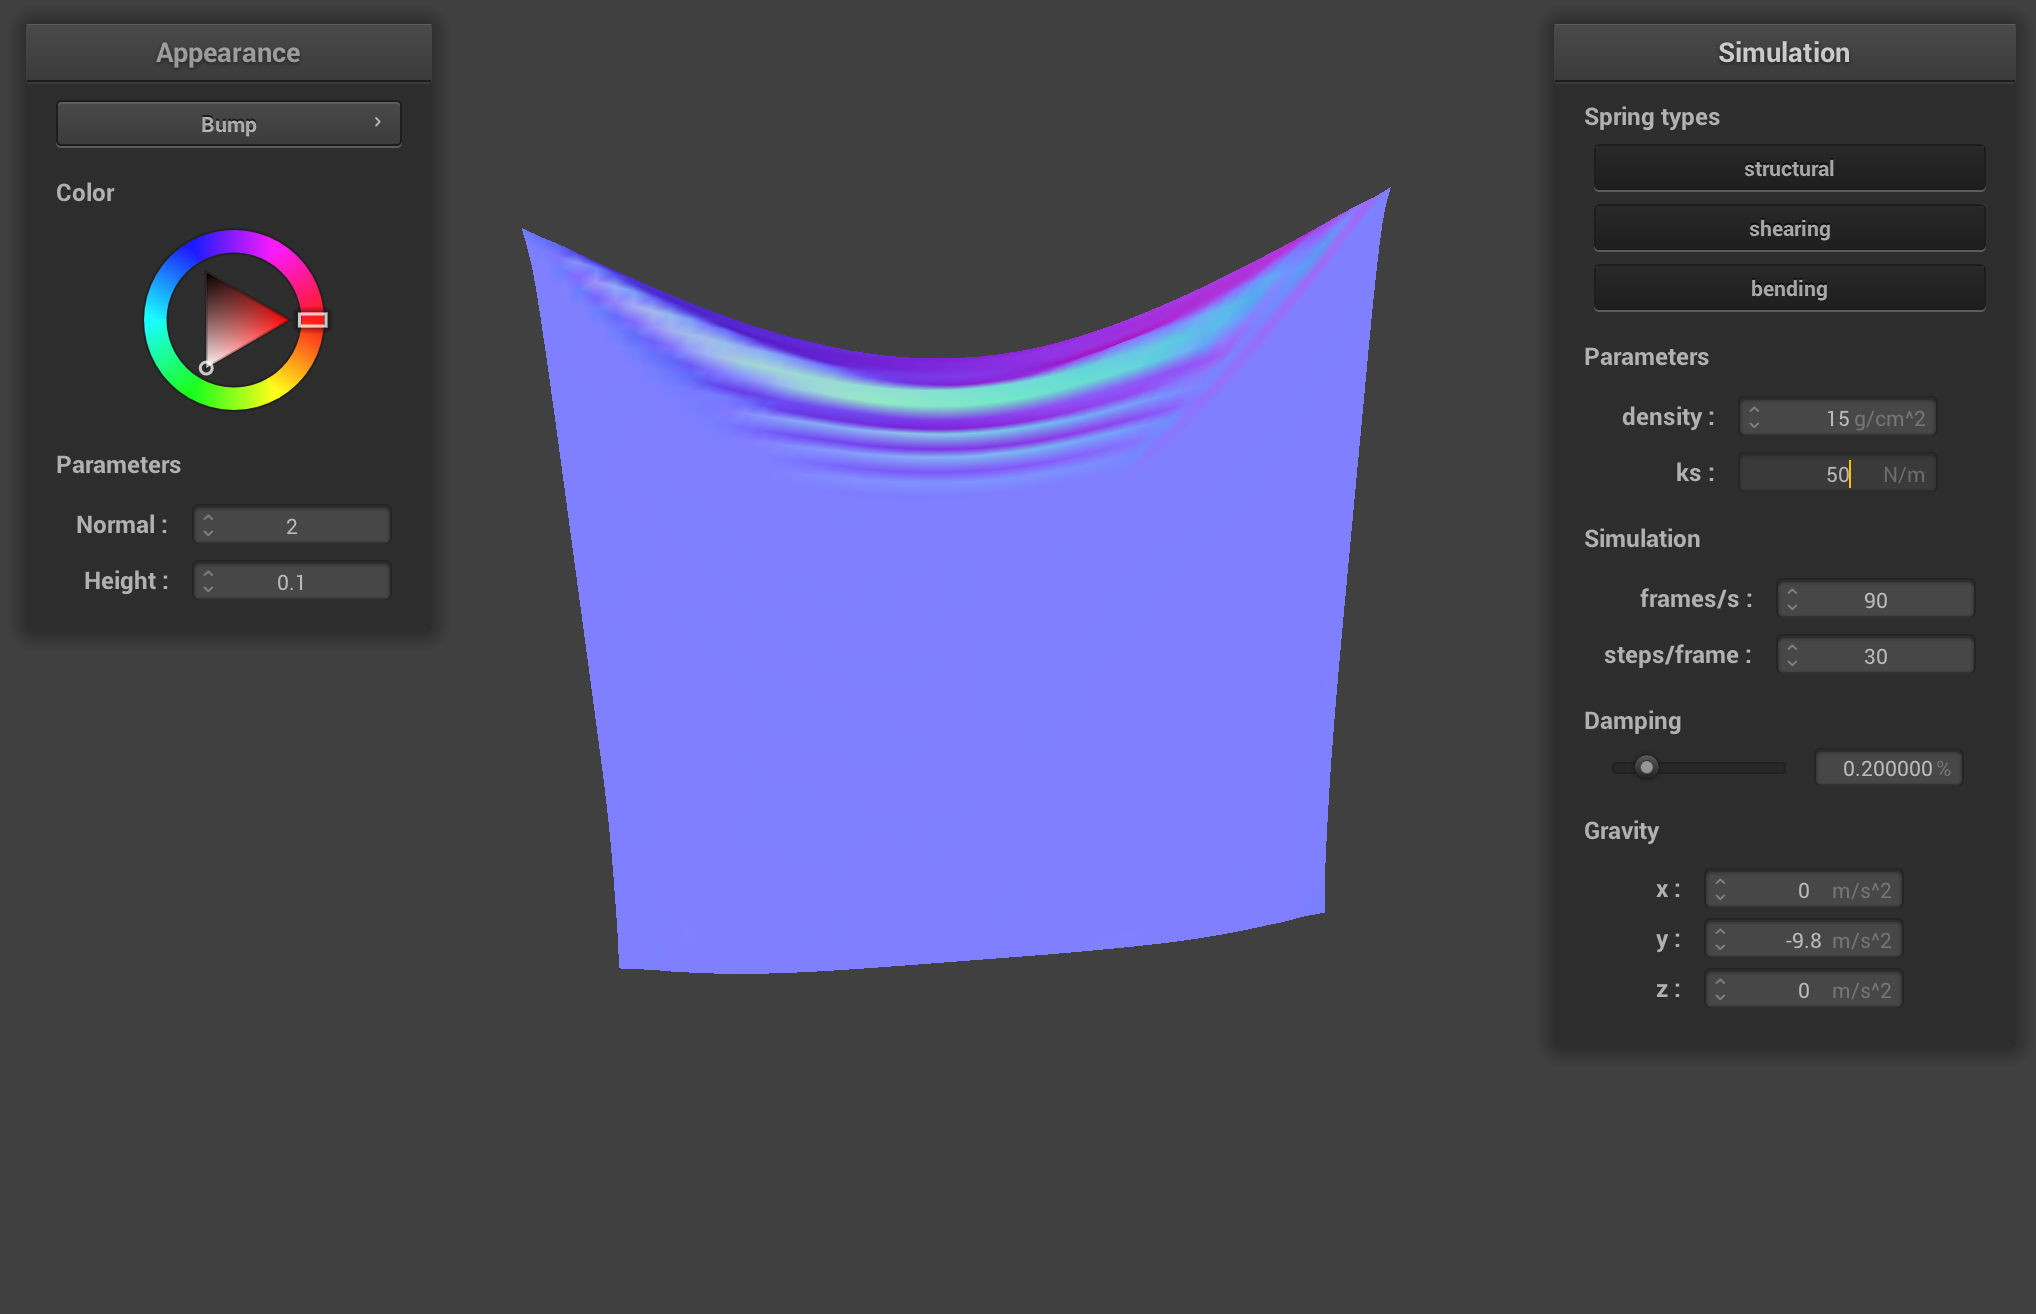 Appearance
Bump
Color
Parameters
Normal : 2
Height : 0.1
Simulation
Spring types
structural
shearing
bending
Parameters
density : 15 g/cm^2
ks : 50 N/m
Simulation
frames/s : 90
steps/frame : 30
Damping
0.200000 %
Gravity
x : 0 m/s^2
y : -9.8 m/s^2
z : 0 m/s^2